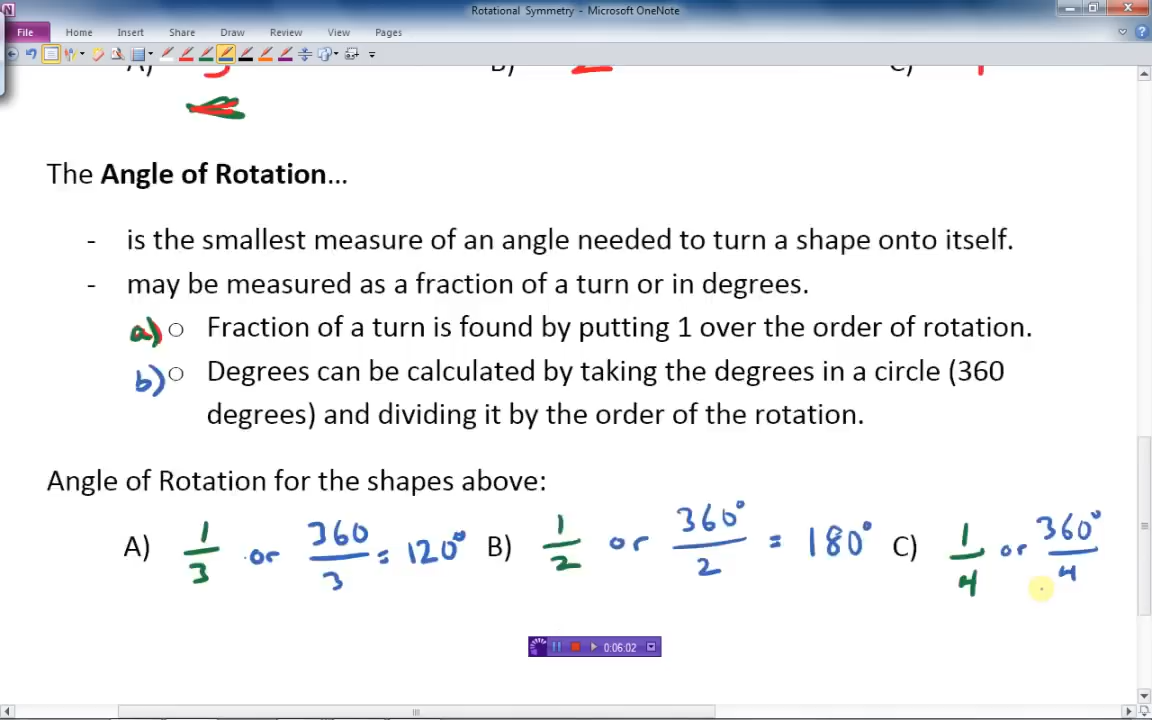 Rotational Symmetry - Microsoft OneNote
File Home Insert Share Draw Review View Pages
The Angle of Rotation...
- is the smallest measure of an angle needed to turn a shape onto itself.
- may be measured as a fraction of a turn or in degrees.
a) ○ Fraction of a turn is found by putting 1 over the order of rotation.
b) ○ Degrees can be calculated by taking the degrees in a circle (360
degrees) and dividing it by the order of the rotation.
Angle of Rotation for the shapes above:
A) 1/3 or 360/3 = 120° B) 1/2 or 360°/2 = 180° C) 1/4 or 360°/4
0:06:02